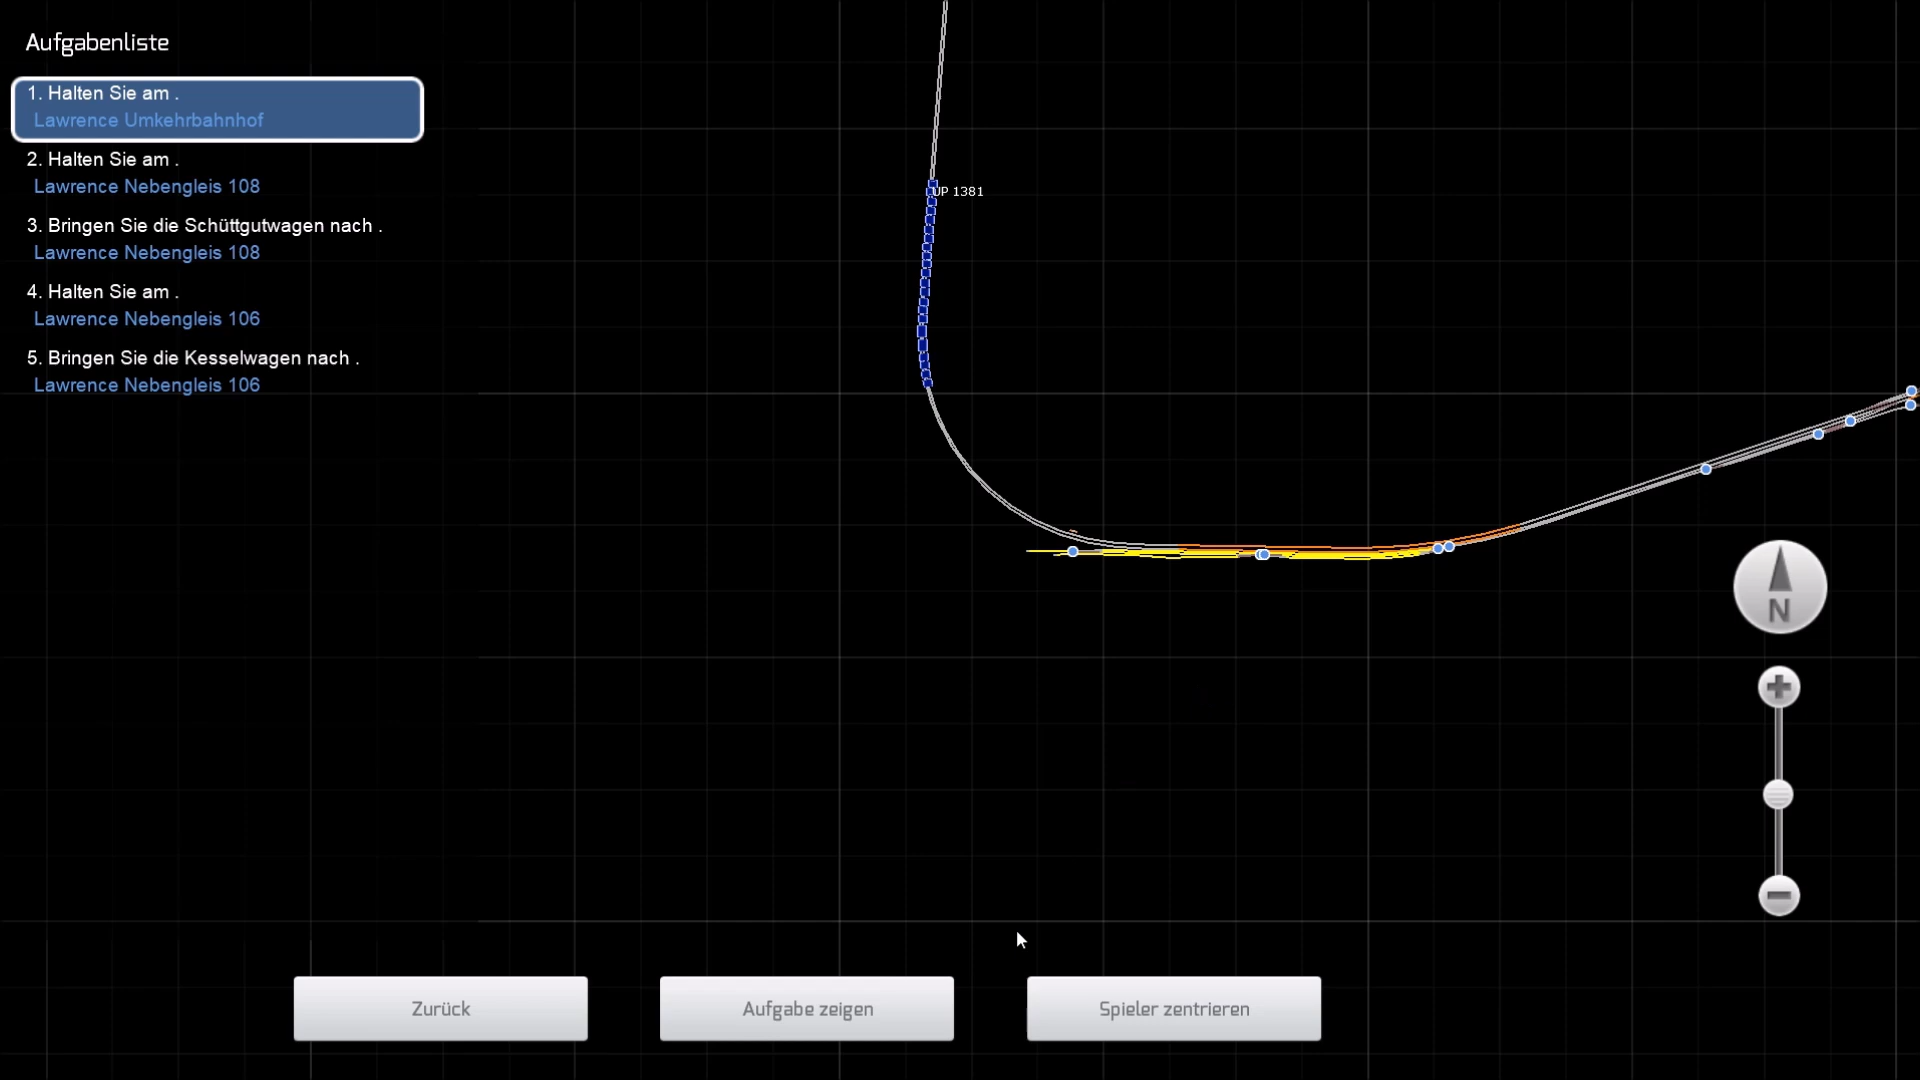 Aufgabenliste
1. Halten Sie am .
Lawrence Umkehrbahnhof
2. Halten Sie am .
Lawrence Nebengleis 108
3. Bringen Sie die Schüttgutwagen nach .
Lawrence Nebengleis 108
4. Halten Sie am .
Lawrence Nebengleis 106
5. Bringen Sie die Kesselwagen nach .
Lawrence Nebengleis 106
UP 1381
N
Zurück
Aufgabe zeigen
Spieler zentrieren